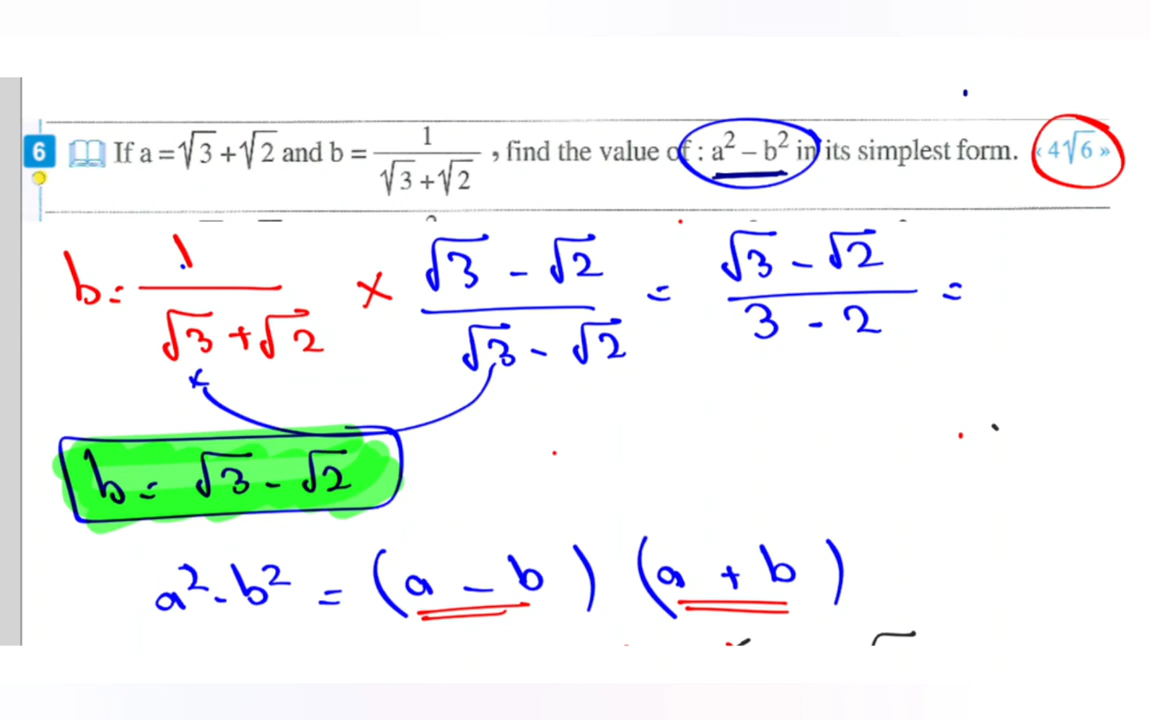 6 If a = √3 + √2 and b = 1/(√3 + √2) , find the value of : a² – b² in its simplest form. « 4√6 »
b = 1/(√3 + √2) × (√3 - √2)/(√3 - √2) = (√3 - √2)/(3 - 2) =
b = √3 - √2
a² - b² = (a - b) (a + b)